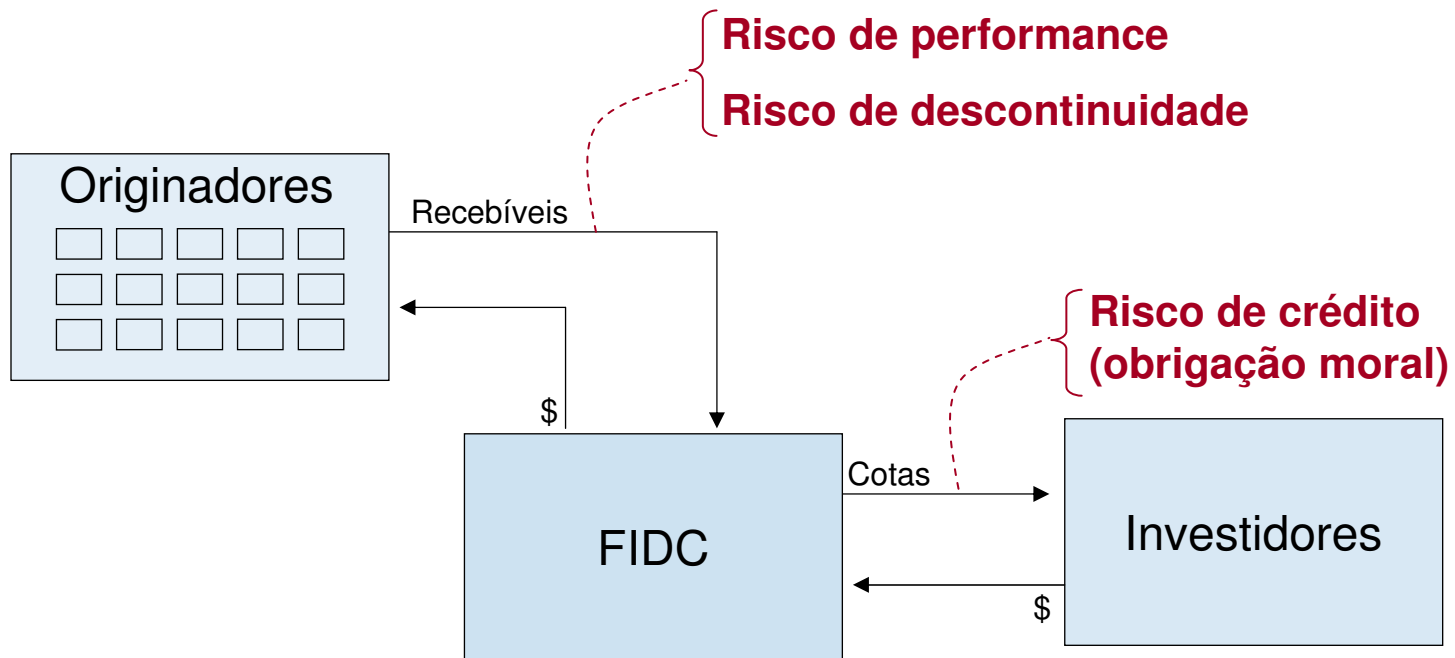 Risco de performance
Risco de descontinuidade
Originadores
Recebíveis
Risco de crédito
(obrigação moral)
$
Cotas
FIDC
Investidores
$